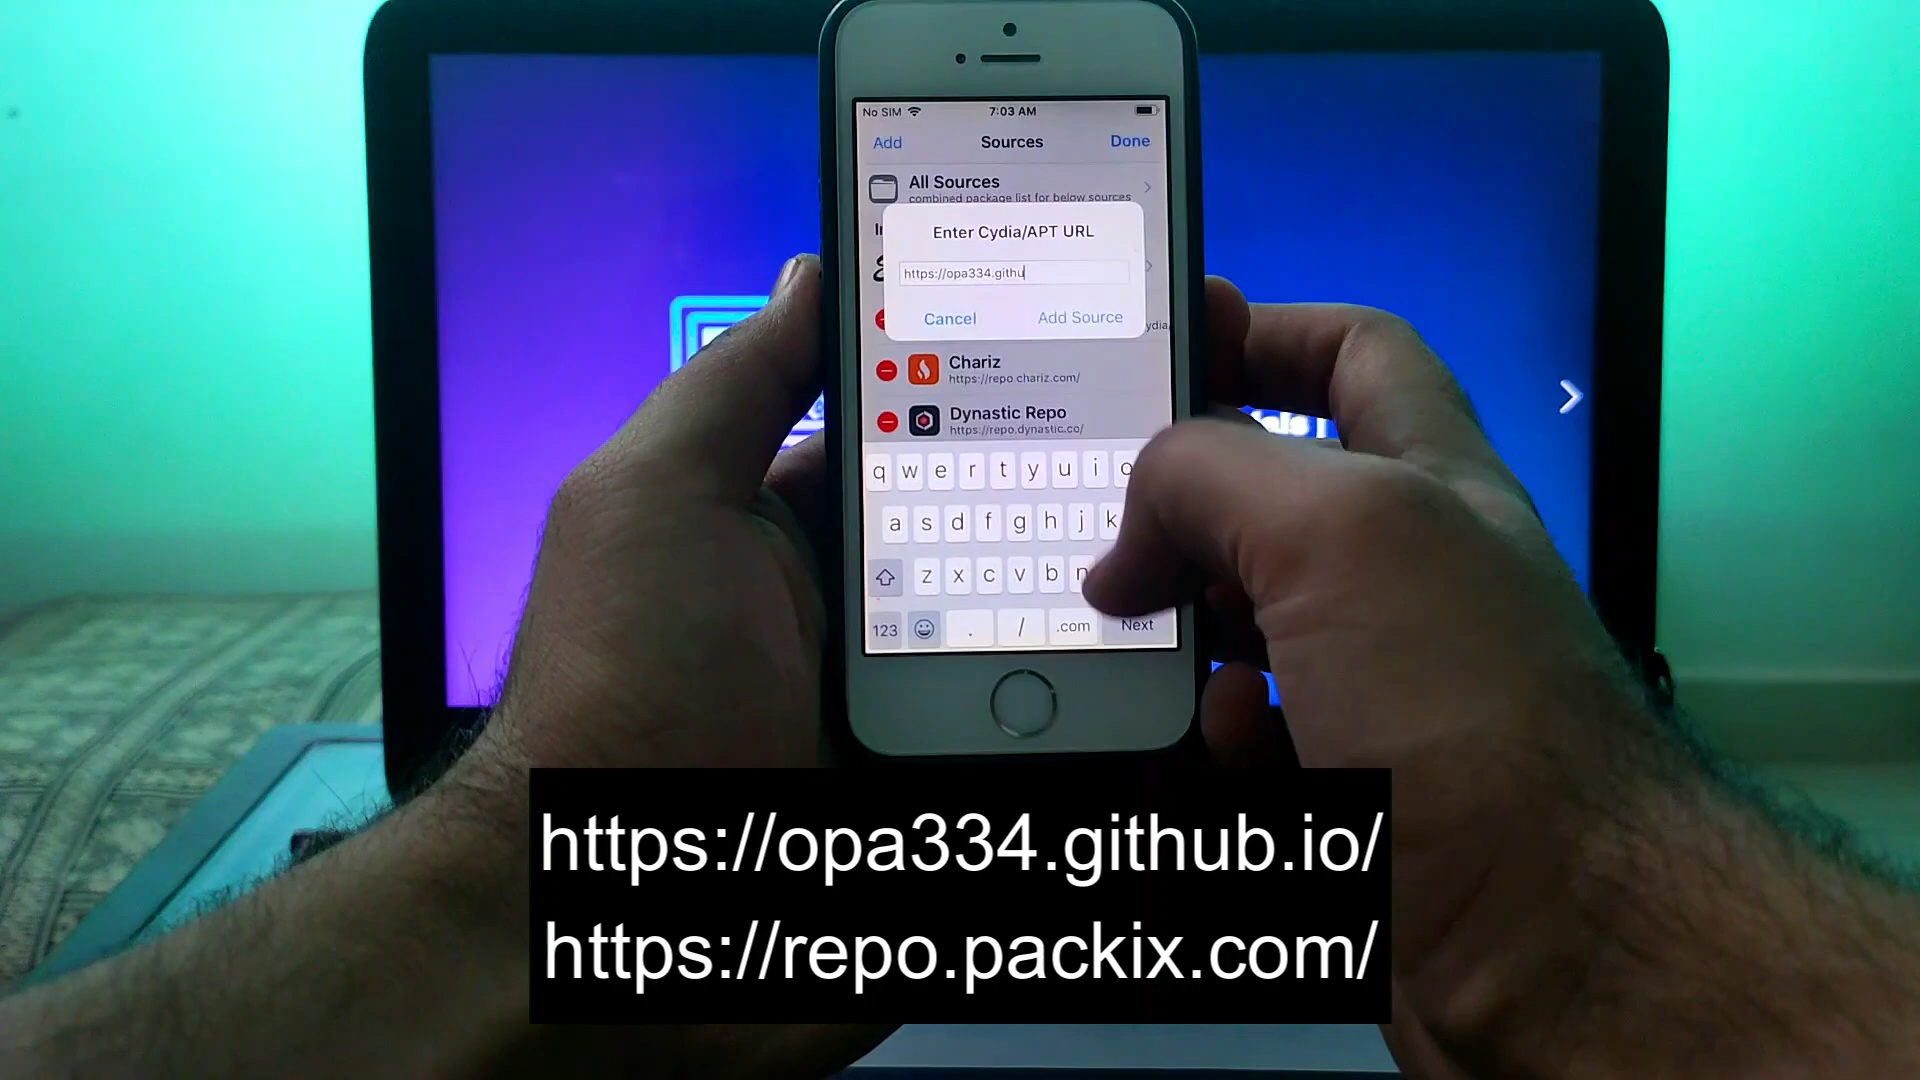 No SIM 7:03 AM
Add Sources Done
All Sources
combined package list for below sources
Enter Cydia/APT URL
https://opa334.githu
Cancel Add Source
ydia/
Chariz
https://repo.chariz.com/
Dynastic Repo
https://repo.dynastic.co/
q w e r t y u i o
a s d f g h j k
z x c v b n
123 . / .com Next
https://opa334.github.io/
https://repo.packix.com/